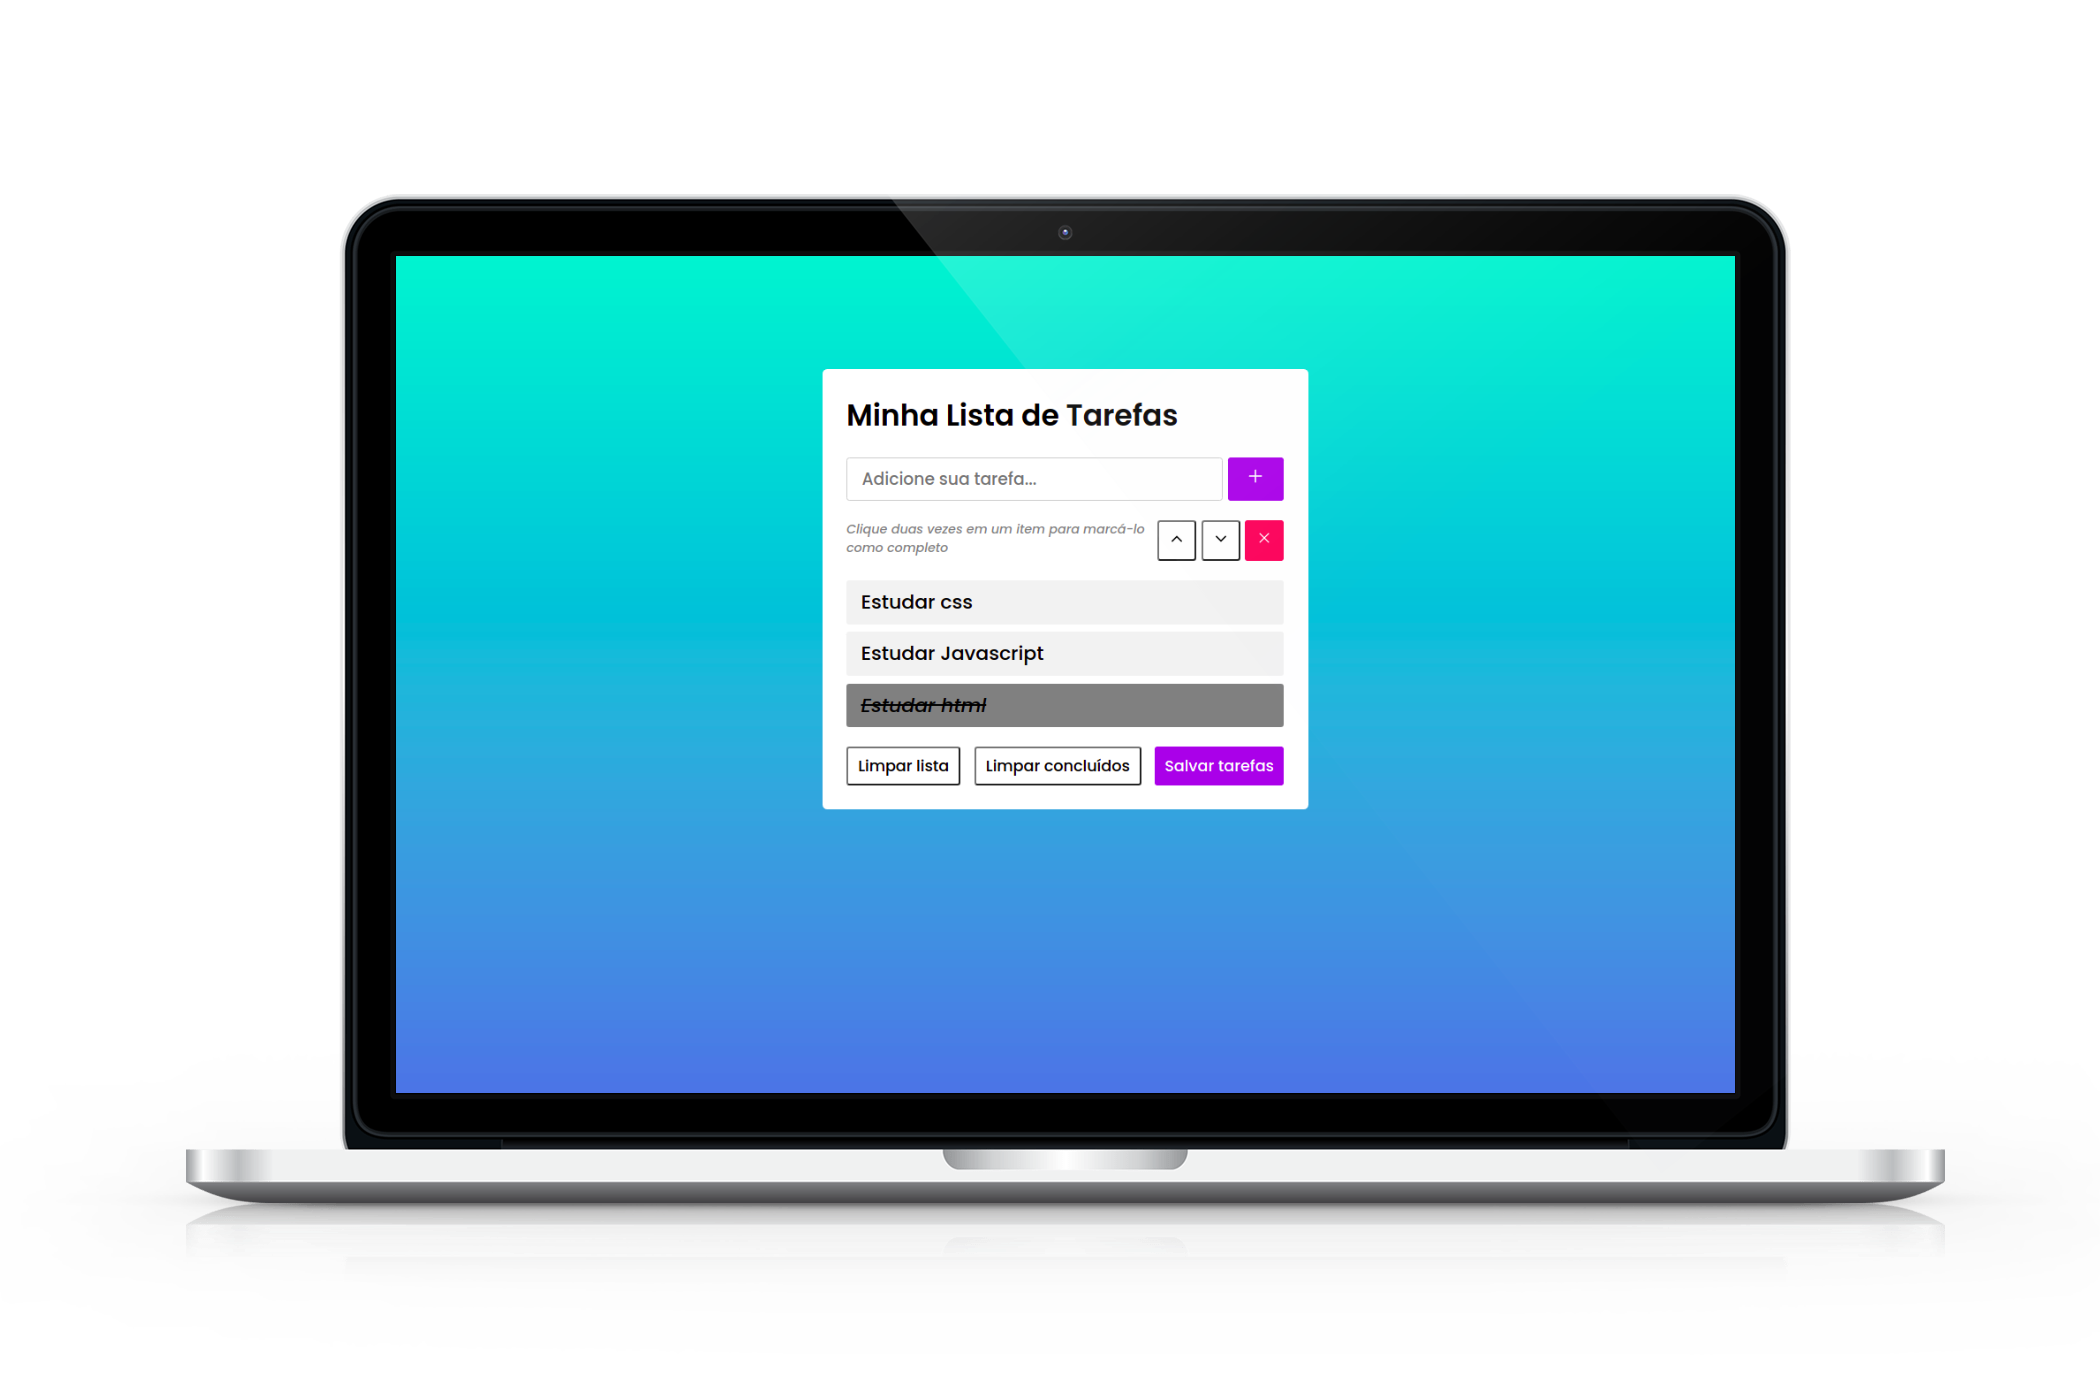 Minha Lista de Tarefas
Adicione sua tarefa...
Clique duas vezes em um item para marcá-lo
como completo
Estudar css
Estudar Javascript
Estudar html
Limpar lista
Limpar concluídos
Salvar tarefas